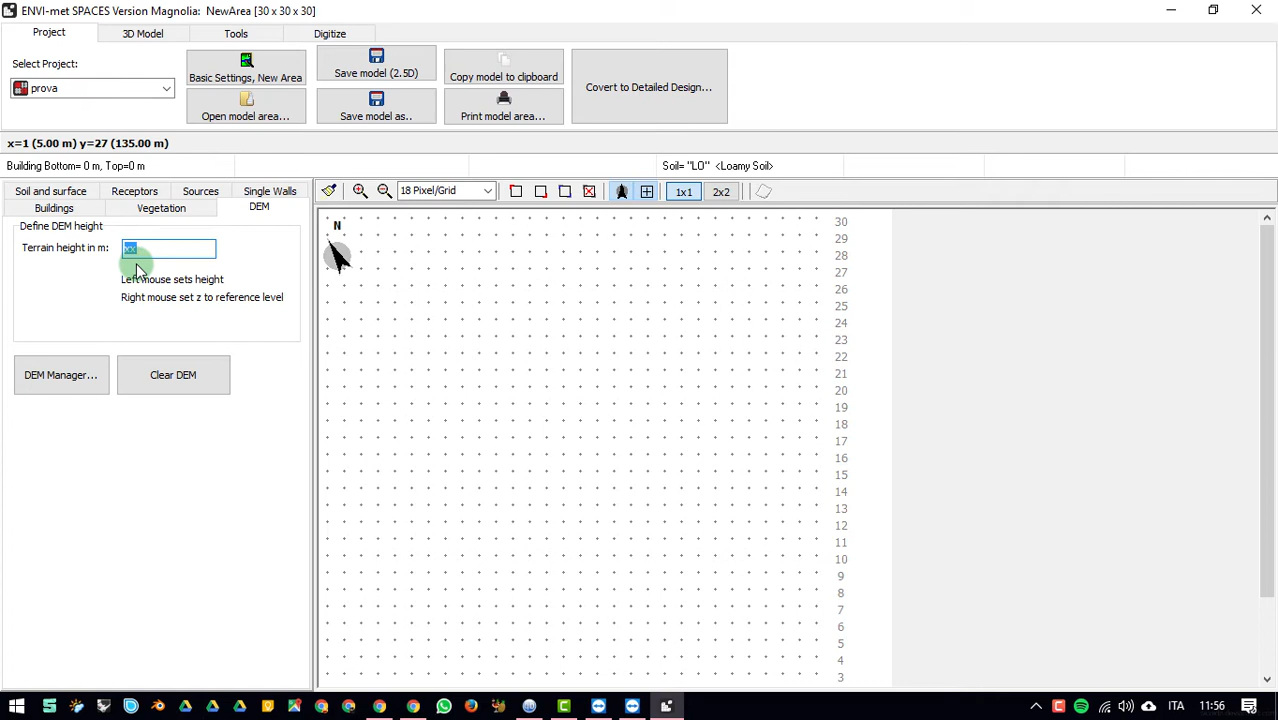 ENVI-met SPACES Version Magnolia: NewArea [30 x 30 x 30]
Project 3D Model Tools Digitize
Select Project:
prova
Basic Settings, New Area
Open model area...
Save model (2.5D)
Save model as..
Copy model to clipboard
Print model area...
Covert to Detailed Design...
x=1 (5.00 m) y=27 (135.00 m)
Building Bottom= 0 m, Top=0 m Soil= "LO" <Loamy Soil>
Soil and surface Receptors Sources Single Walls
Buildings Vegetation DEM
18 Pixel/Grid 1x1 2x2
Define DEM height
Terrain height in m: xx
Left mouse sets height
Right mouse set z to reference level
DEM Manager... Clear DEM
N
30
29
28
27
26
25
24
23
22
21
20
19
18
17
16
15
14
13
12
11
10
9
8
7
6
5
4
3
ITA 11:56